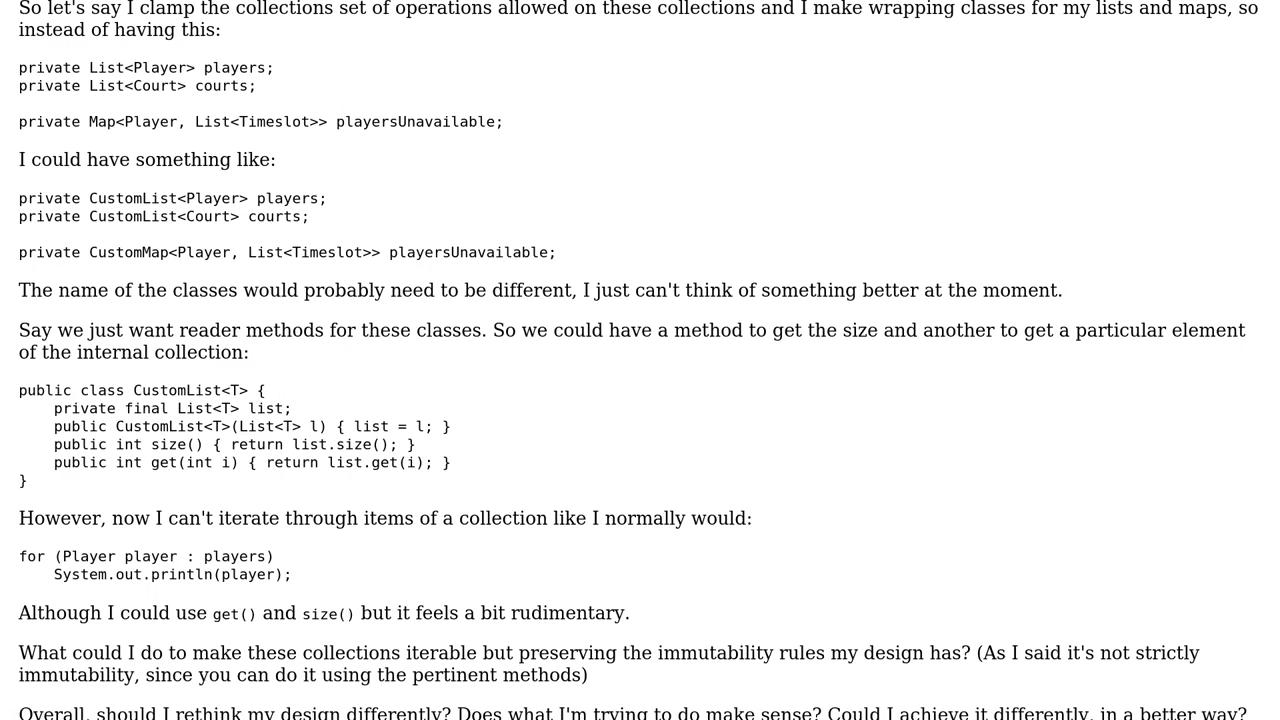 So let's say I clamp the collections set of operations allowed on these collections and I make wrapping classes for my lists and maps, so
instead of having this:
private List<Player> players;
private List<Court> courts;
private Map<Player, List<Timeslot>> playersUnavailable;
I could have something like:
private CustomList<Player> players;
private CustomList<Court> courts;
private CustomMap<Player, List<Timeslot>> playersUnavailable;
The name of the classes would probably need to be different, I just can't think of something better at the moment.
Say we just want reader methods for these classes. So we could have a method to get the size and another to get a particular element
of the internal collection:
public class CustomList<T> {
    private final List<T> list;
    public CustomList<T>(List<T> l) { list = l; }
    public int size() { return list.size(); }
    public int get(int i) { return list.get(i); }
}
However, now I can't iterate through items of a collection like I normally would:
for (Player player : players)
    System.out.println(player);
Although I could use get() and size() but it feels a bit rudimentary.
What could I do to make these collections iterable but preserving the immutability rules my design has? (As I said it's not strictly
immutability, since you can do it using the pertinent methods)
Overall, should I rethink my design differently? Does what I'm trying to do make sense? Could I achieve it differently, in a better way?